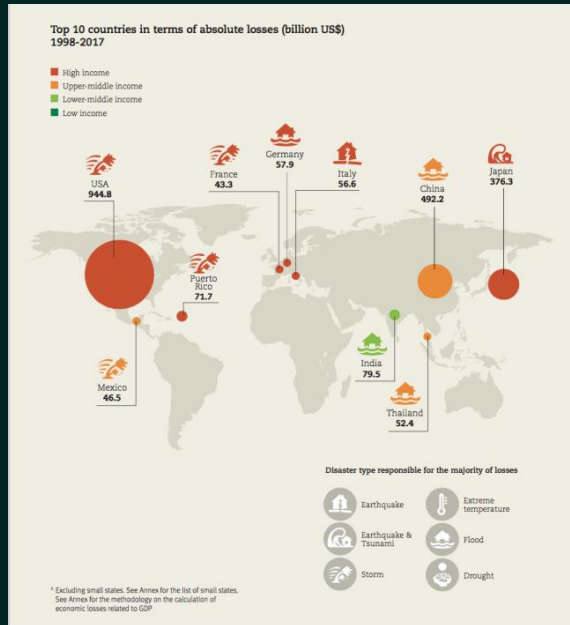 Top 10 countries in terms of absolute losses (billion US$)
1998-2017
High income
Upper-middle income
Lower-middle income
Low income
USA
944.8
France
43.3
Germany
57.9
Italy
56.6
China
492.2
Japan
376.3
Puerto
Rico
71.7
Mexico
46.5
India
79.5
Thailand
52.4
Disaster type responsible for the majority of losses
Earthquake
Extreme
temperature
Earthquake &
Tsunami
Flood
Storm
Drought
* Excluding small states. See Annex for the list of small states.
See Annex for the methodology on the calculation of
economic losses related to GDP